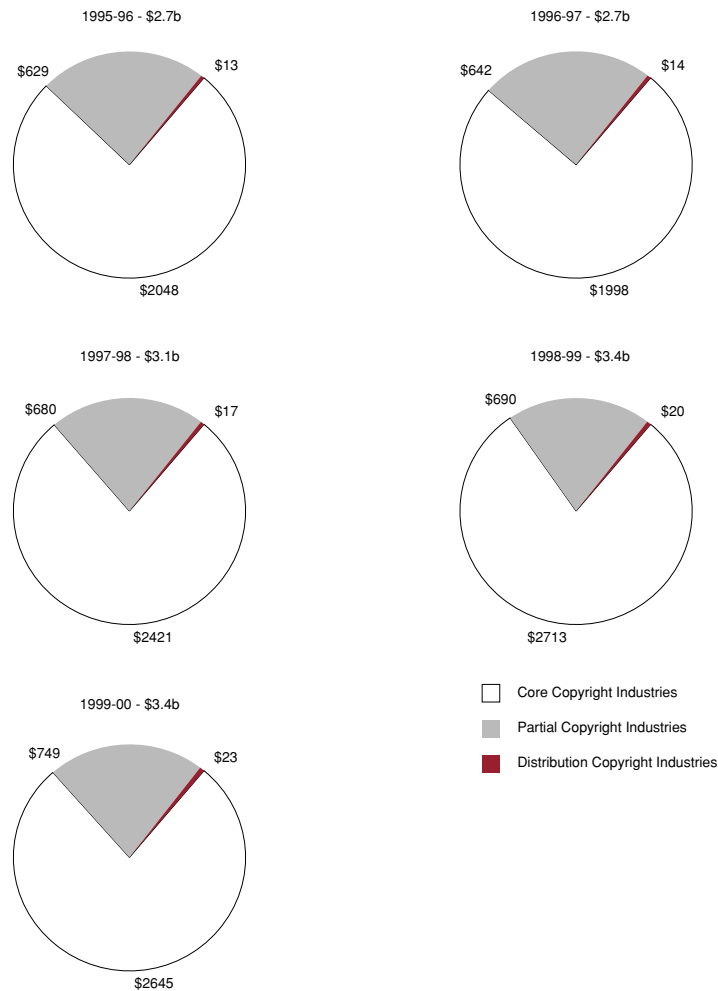 1995-96 - $2.7b
$629
$13
$2048
1996-97 - $2.7b
$642
$14
$1998
1997-98 - $3.1b
$680
$17
$2421
1998-99 - $3.4b
$690
$20
$2713
1999-00 - $3.4b
$749
$23
$2645
Core Copyright Industries
Partial Copyright Industries
Distribution Copyright Industries